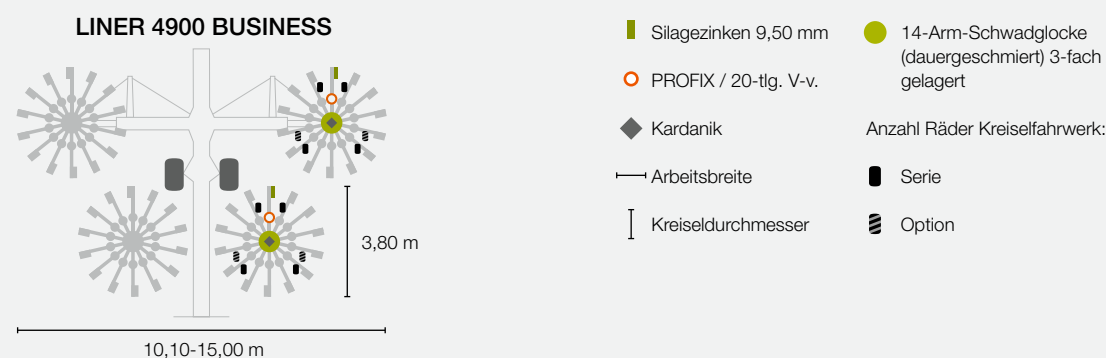 LINER 4900 BUSINESS
3,80 m
10,10-15,00 m
Silagezinken 9,50 mm
PROFIX / 20-tlg. V-v.
Kardanik
Arbeitsbreite
Kreiseldurchmesser
14-Arm-Schwadglocke
(dauergeschmiert) 3-fach
gelagert
Anzahl Räder Kreiselfahrwerk:
Serie
Option